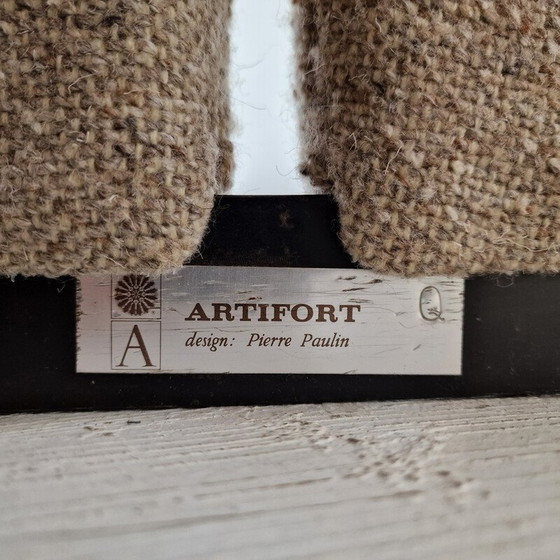 ARTIFORT
design: Pierre Paulin
A
Q